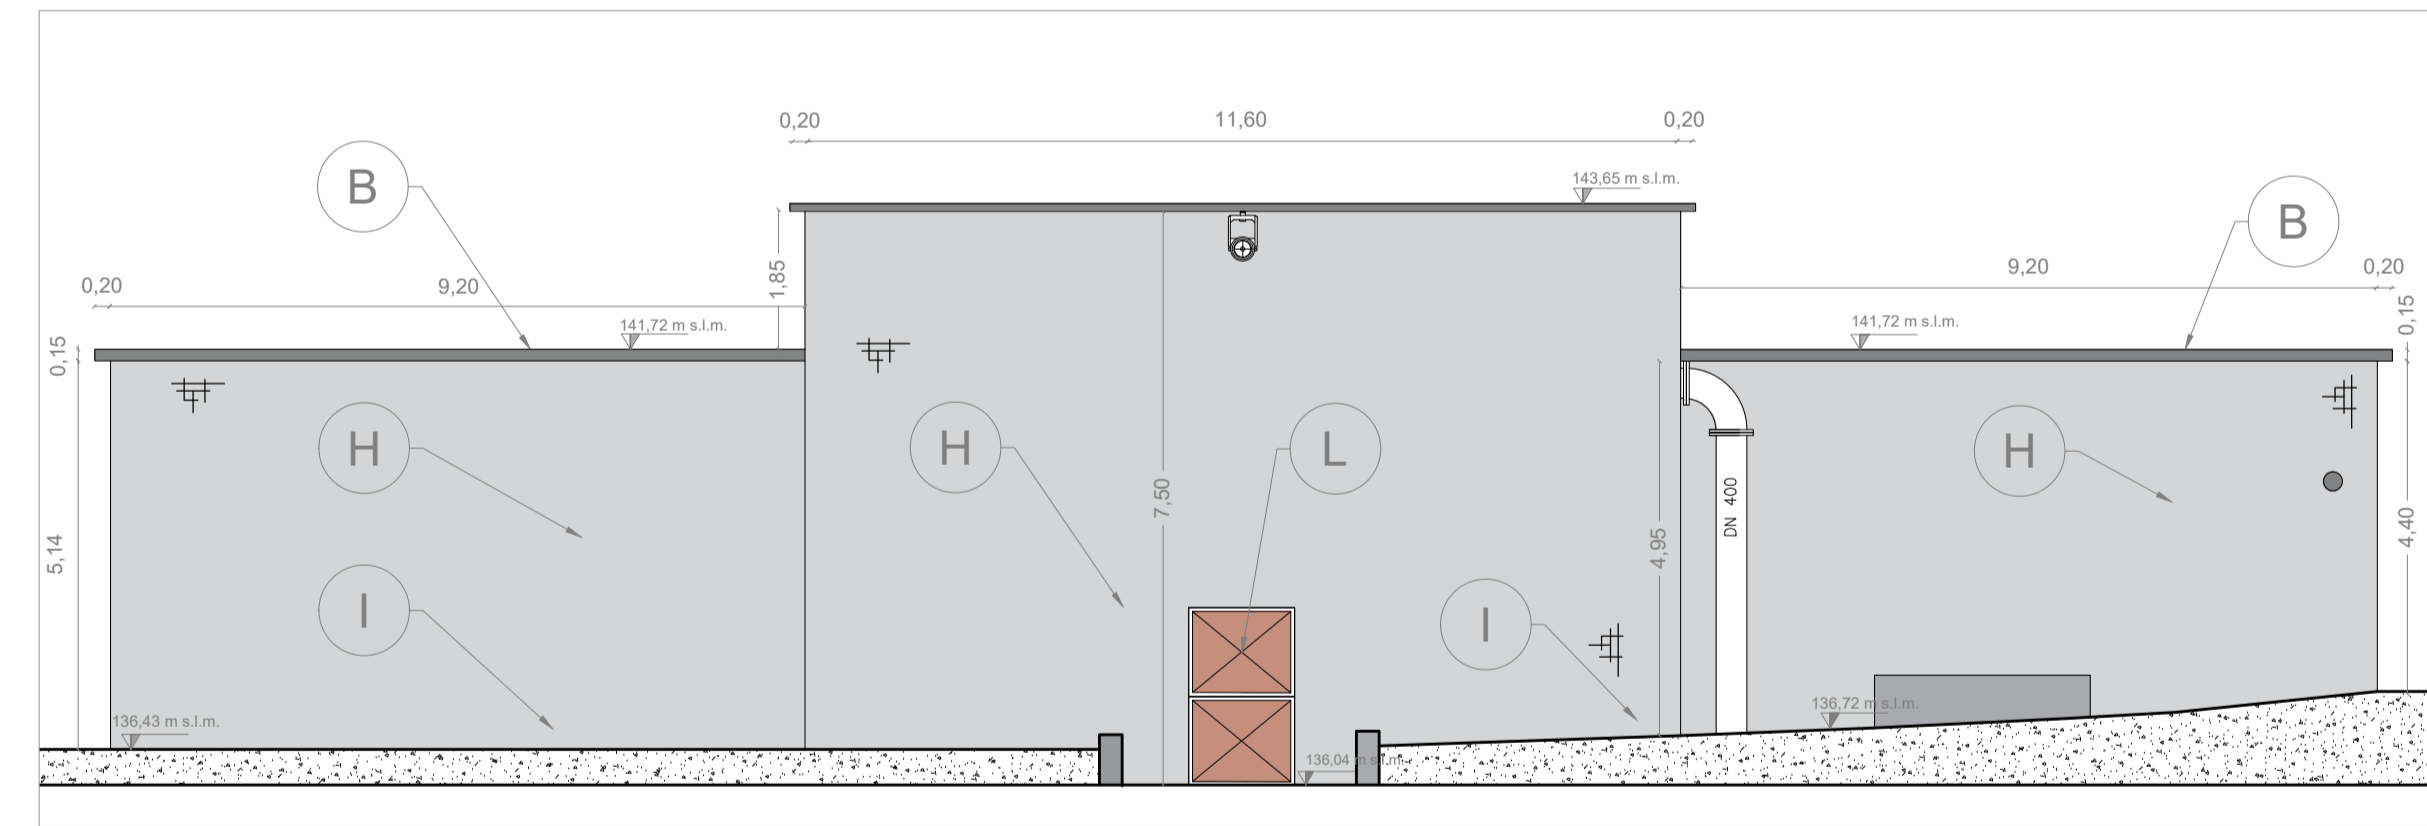 0,20
11,60
0,20
B
143,65 m s.l.m.
B
0,20
9,20
1,85
9,20
0,20
141,72 m s.l.m.
141,72 m s.l.m.
0,15
0,15
H
H
L
H
7,50
DN 400
4,95
4,40
5,14
I
I
136,43 m s.l.m.
136,72 m s.l.m.
136,04 m s.l.m.